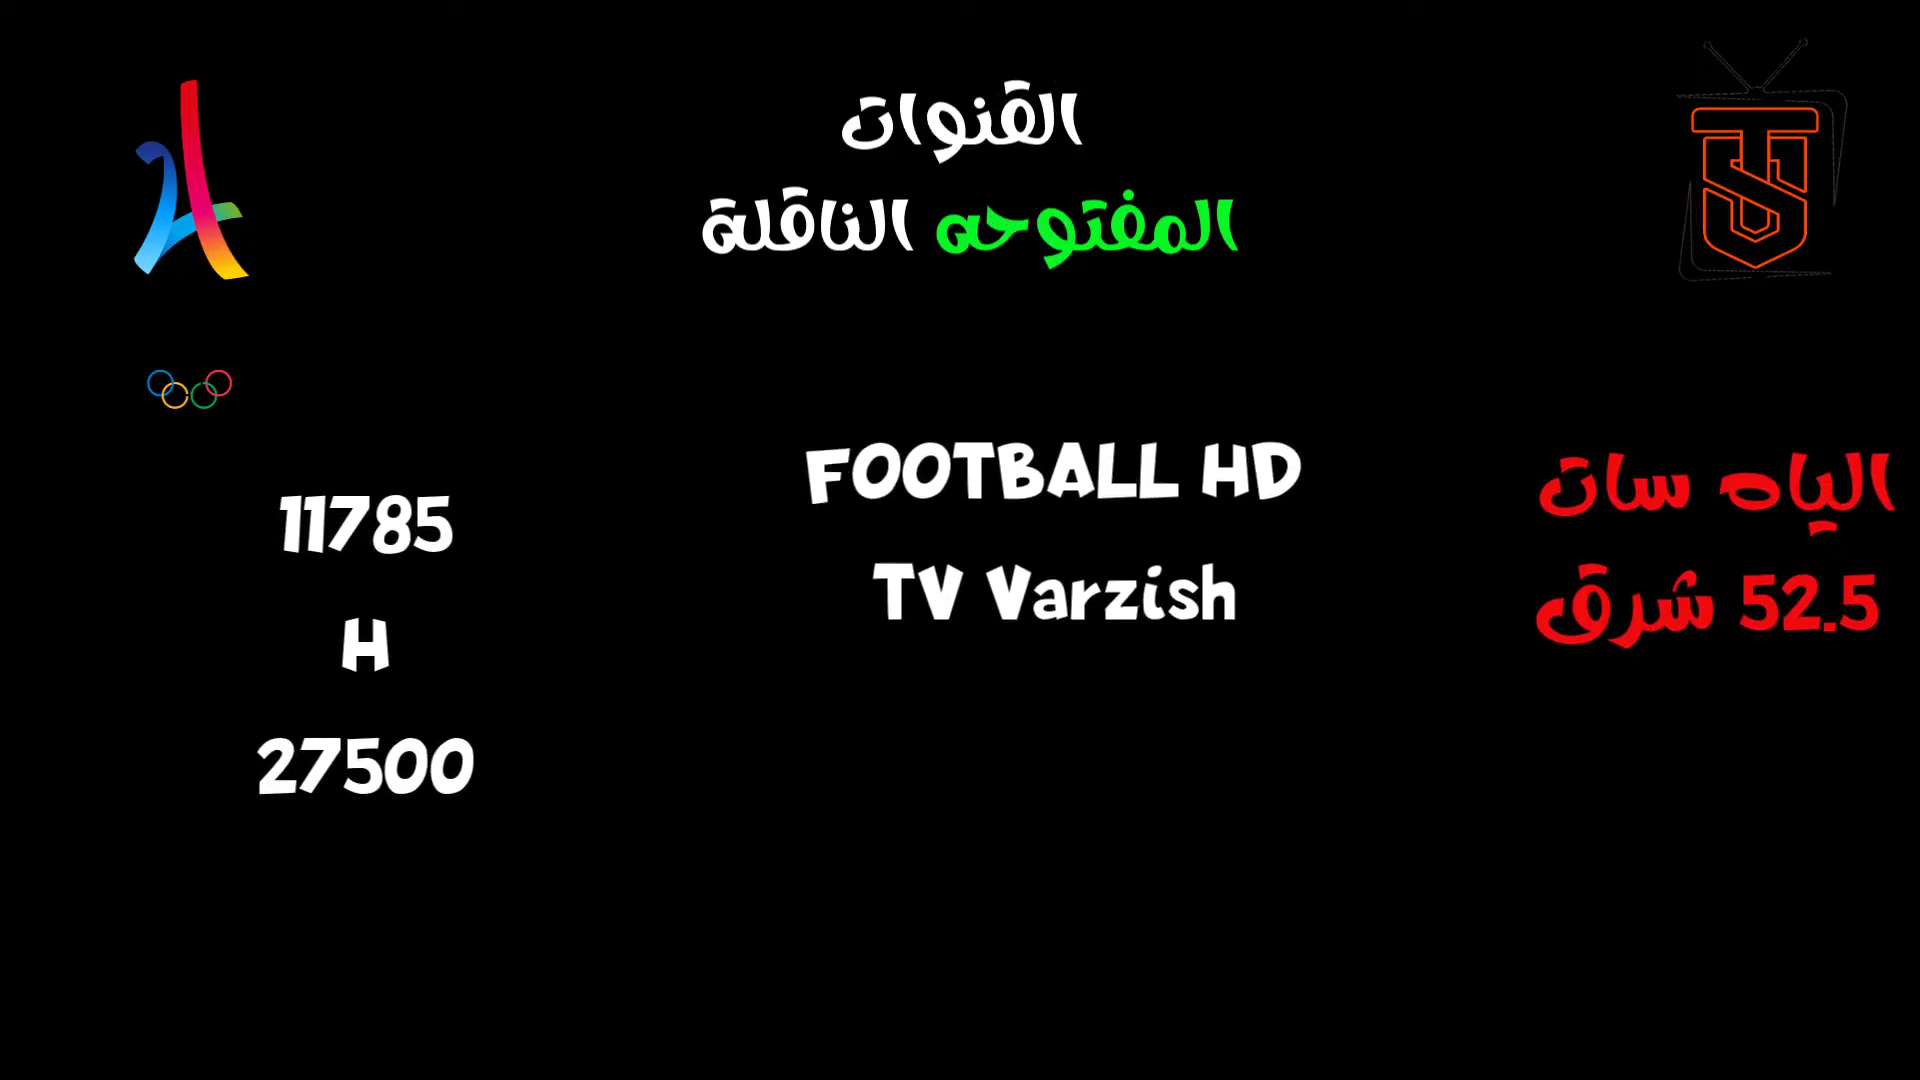 القنوات
المفتوحه الناقلة
الياه سات
52.5 شرق
FOOTBALL HD
TV Varzish
11785
H
27500